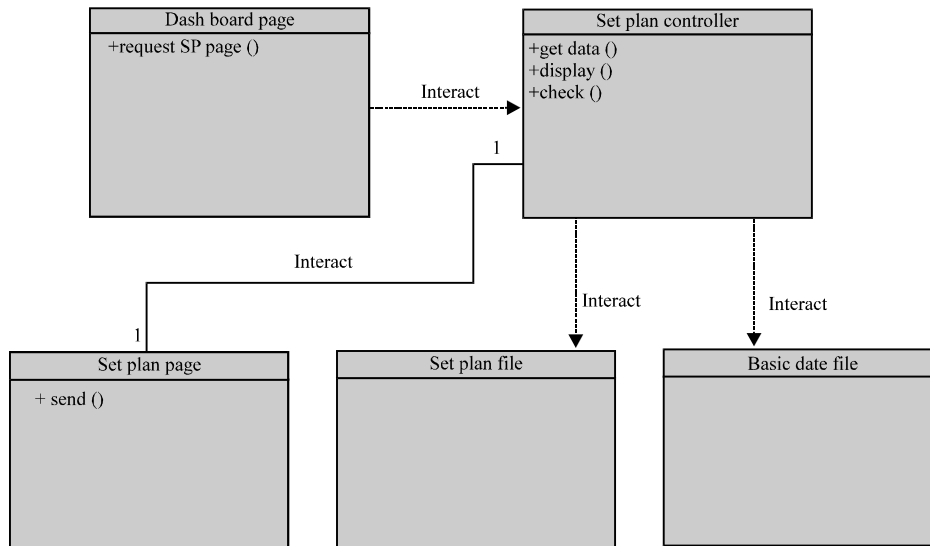 Dash board page
+request SP page ()
Set plan controller
+get data ()
+display ()
+check ()
Interact
1
Interact
1
Interact
Interact
Set plan page
+ send ()
Set plan file
Basic date file